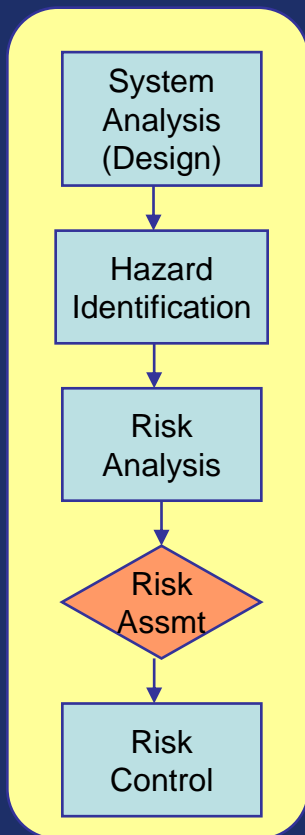 System
Analysis
(Design)
Hazard
Identification
Risk
Analysis
Risk
Assmt
Risk
Control